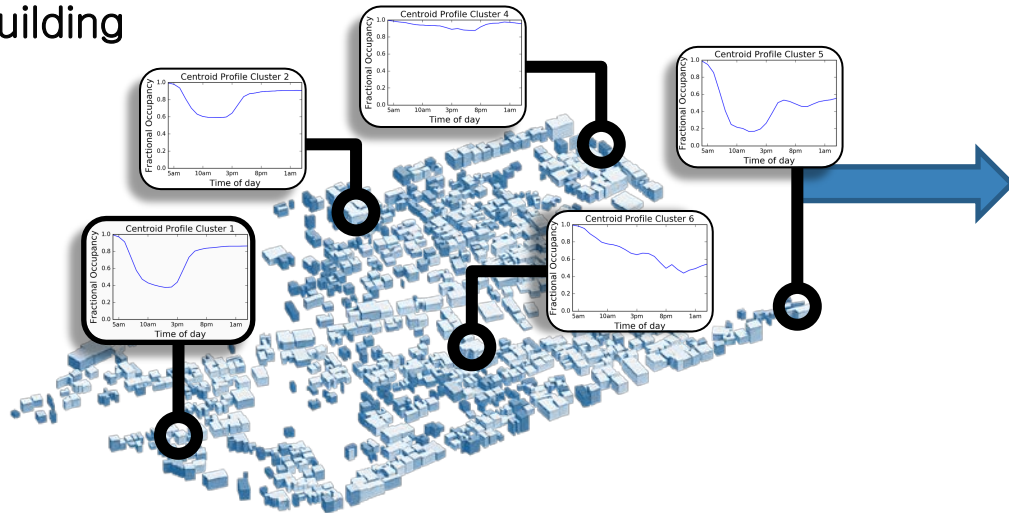 uilding
Centroid Profile Cluster 4
Fractional Occupancy
1.0
0.8
0.6
0.4
0.2
0.0
5am 10am 3pm 8pm 1am
Time of day
Centroid Profile Cluster 2
Fractional Occupancy
1.0
0.8
0.6
0.4
0.2
0.0
5am 10am 3pm 8pm 1am
Time of day
Centroid Profile Cluster 5
Fractional Occupancy
1.0
0.8
0.6
0.4
0.2
0.0
5am 10am 3pm 8pm 1am
Time of day
Centroid Profile Cluster 1
Fractional Occupancy
1.0
0.8
0.6
0.4
0.2
0.0
5am 10am 3pm 8pm 1am
Time of day
Centroid Profile Cluster 6
Fractional Occupancy
1.0
0.8
0.6
0.4
0.2
0.0
5am 10am 3pm 8pm 1am
Time of day